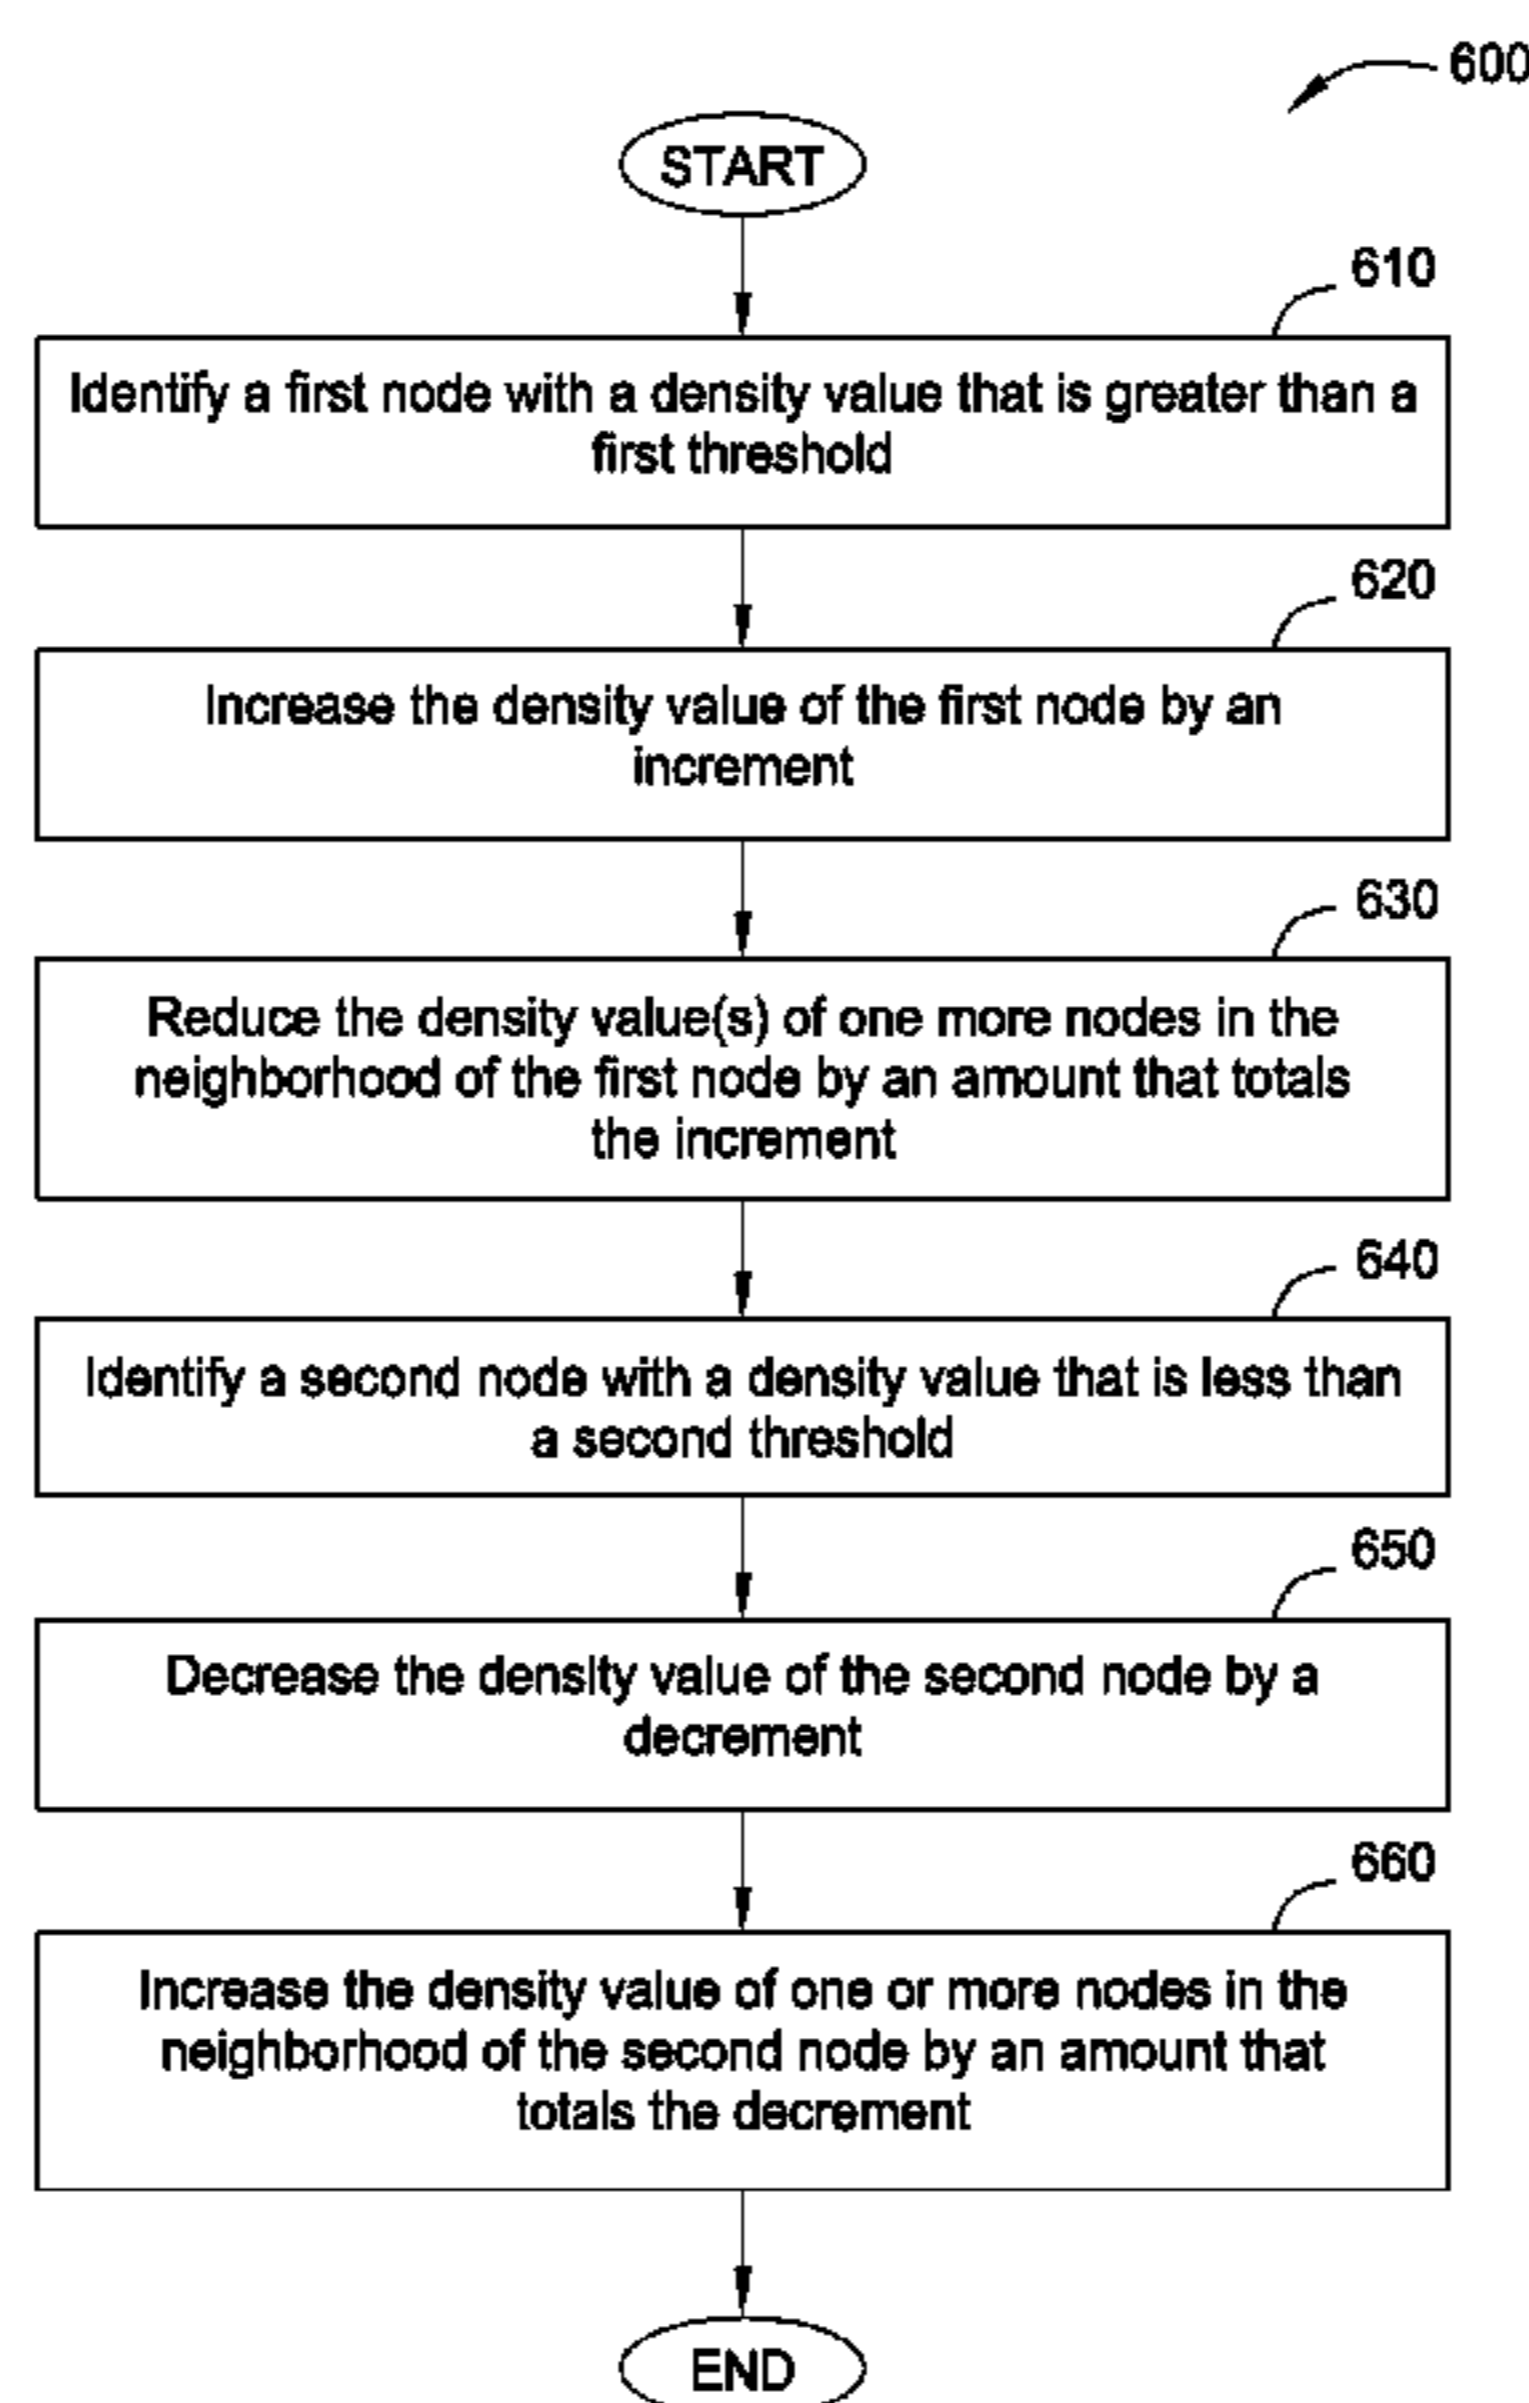 600
START
610
Identify a first node with a density value that is greater than a
first threshold
620
Increase the density value of the first node by an
increment
630
Reduce the density value(s) of one more nodes in the
neighborhood of the first node by an amount that totals
the increment
640
Identify a second node with a density value that is less than
a second threshold
650
Decrease the density value of the second node by a
decrement
660
Increase the density value of one or more nodes in the
neighborhood of the second node by an amount that
totals the decrement
END